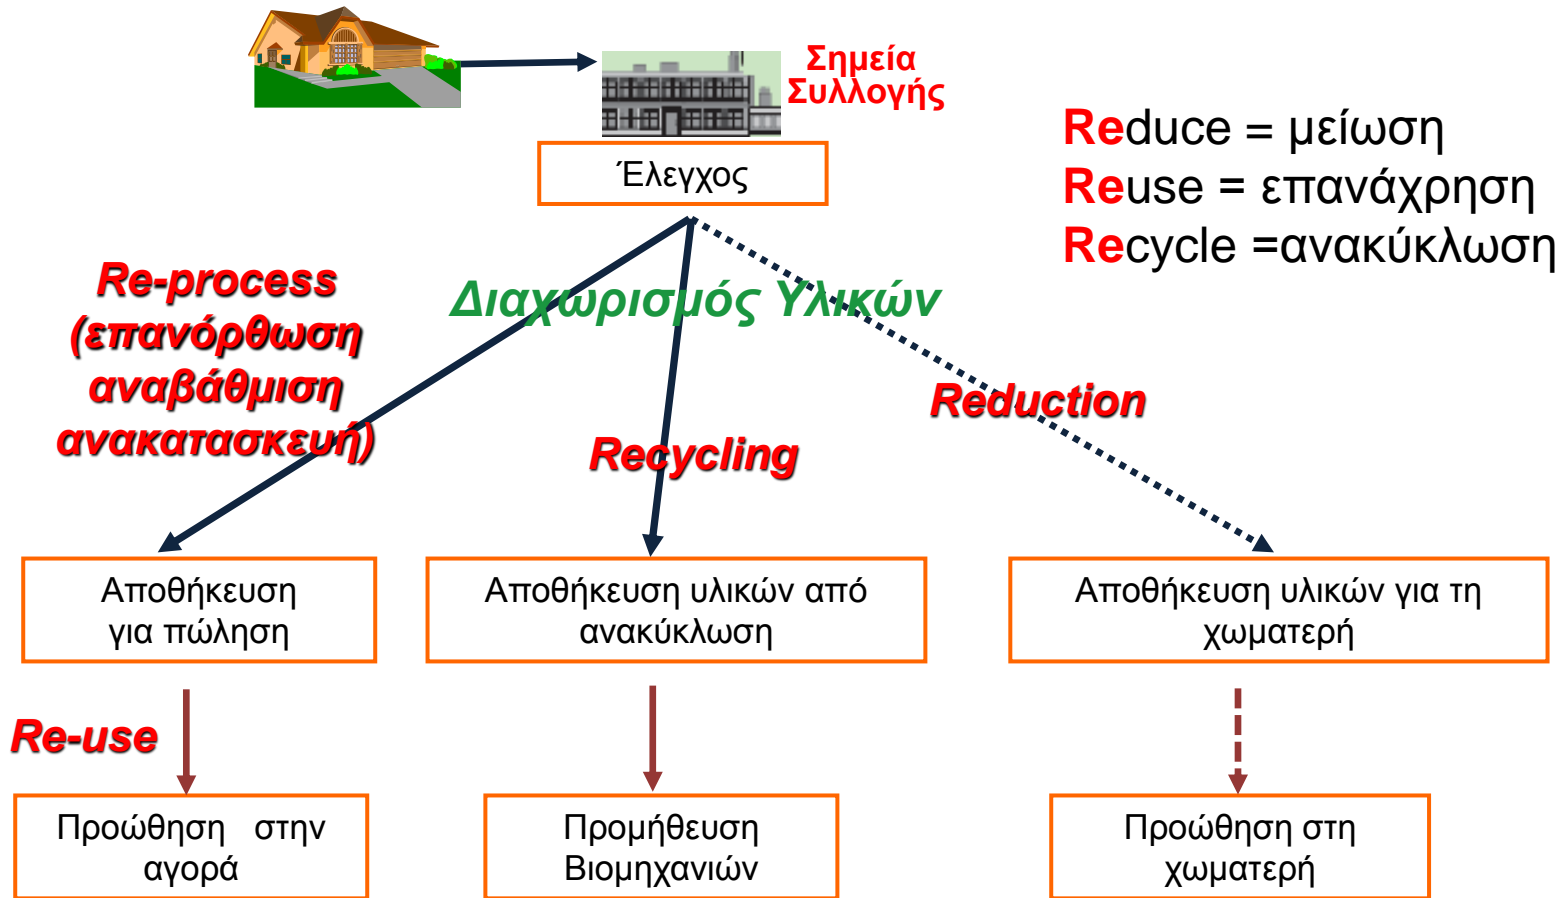 Σημεία
Συλλογής
Έλεγχος
Reduce = μείωση
Reuse = επανάχρηση
Recycle =ανακύκλωση
Re-process
(επανόρθωση
αναβάθμιση
ανακατασκευή)
Διαχωρισμός Υλικών
Recycling
Reduction
Αποθήκευση
για πώληση
Αποθήκευση υλικών από
ανακύκλωση
Αποθήκευση υλικών για τη
χωματερή
Re-use
Προώθηση στην
αγορά
Προμήθευση
Βιομηχανιών
Προώθηση στη
χωματερή